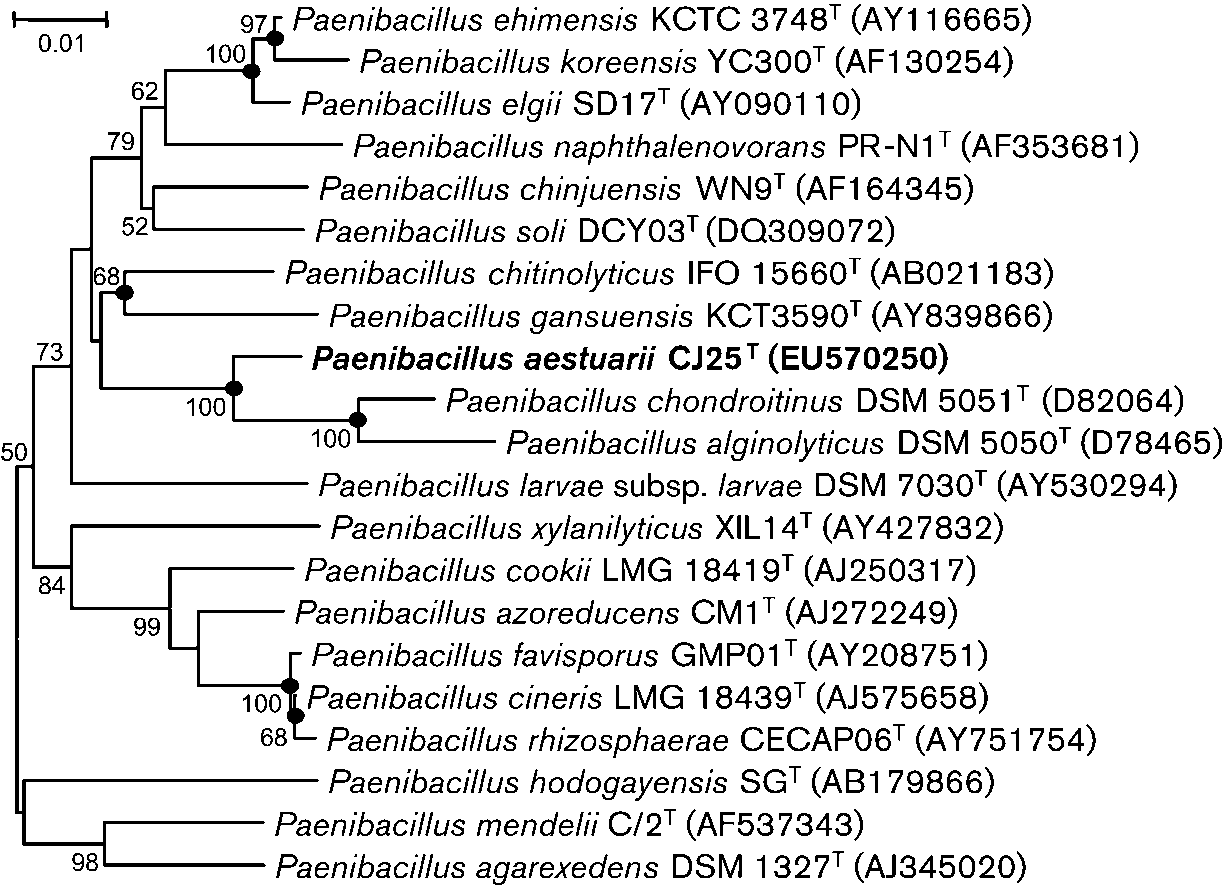 97 Paenibacillus ehimensis KCTC 3748ᵀ (AY116665)
0.01
100 Paenibacillus koreensis YC300ᵀ (AF130254)
62 Paenibacillus elgii SD17ᵀ (AY090110)
79 Paenibacillus naphthalenovorans PR-N1ᵀ (AF353681)
Paenibacillus chinjuensis WN9ᵀ (AF164345)
52 Paenibacillus soli DCY03ᵀ (DQ309072)
68 Paenibacillus chitinolyticus IFO 15660ᵀ (AB021183)
Paenibacillus gansuensis KCT3590ᵀ (AY839866)
73 Paenibacillus aestuarii CJ25ᵀ (EU570250)
100 Paenibacillus chondroitinus DSM 5051ᵀ (D82064)
100 Paenibacillus alginolyticus DSM 5050ᵀ (D78465)
50
Paenibacillus larvae subsp. larvae DSM 7030ᵀ (AY530294)
Paenibacillus xylanilyticus XIL14ᵀ (AY427832)
84 Paenibacillus cookii LMG 18419ᵀ (AJ250317)
99 Paenibacillus azoreducens CM1ᵀ (AJ272249)
Paenibacillus favisporus GMP01ᵀ (AY208751)
100 Paenibacillus cineris LMG 18439ᵀ (AJ575658)
68 Paenibacillus rhizosphaerae CECAP06ᵀ (AY751754)
Paenibacillus hodogayensis SGᵀ (AB179866)
Paenibacillus mendelii C/2ᵀ (AF537343)
98 Paenibacillus agarexedens DSM 1327ᵀ (AJ345020)